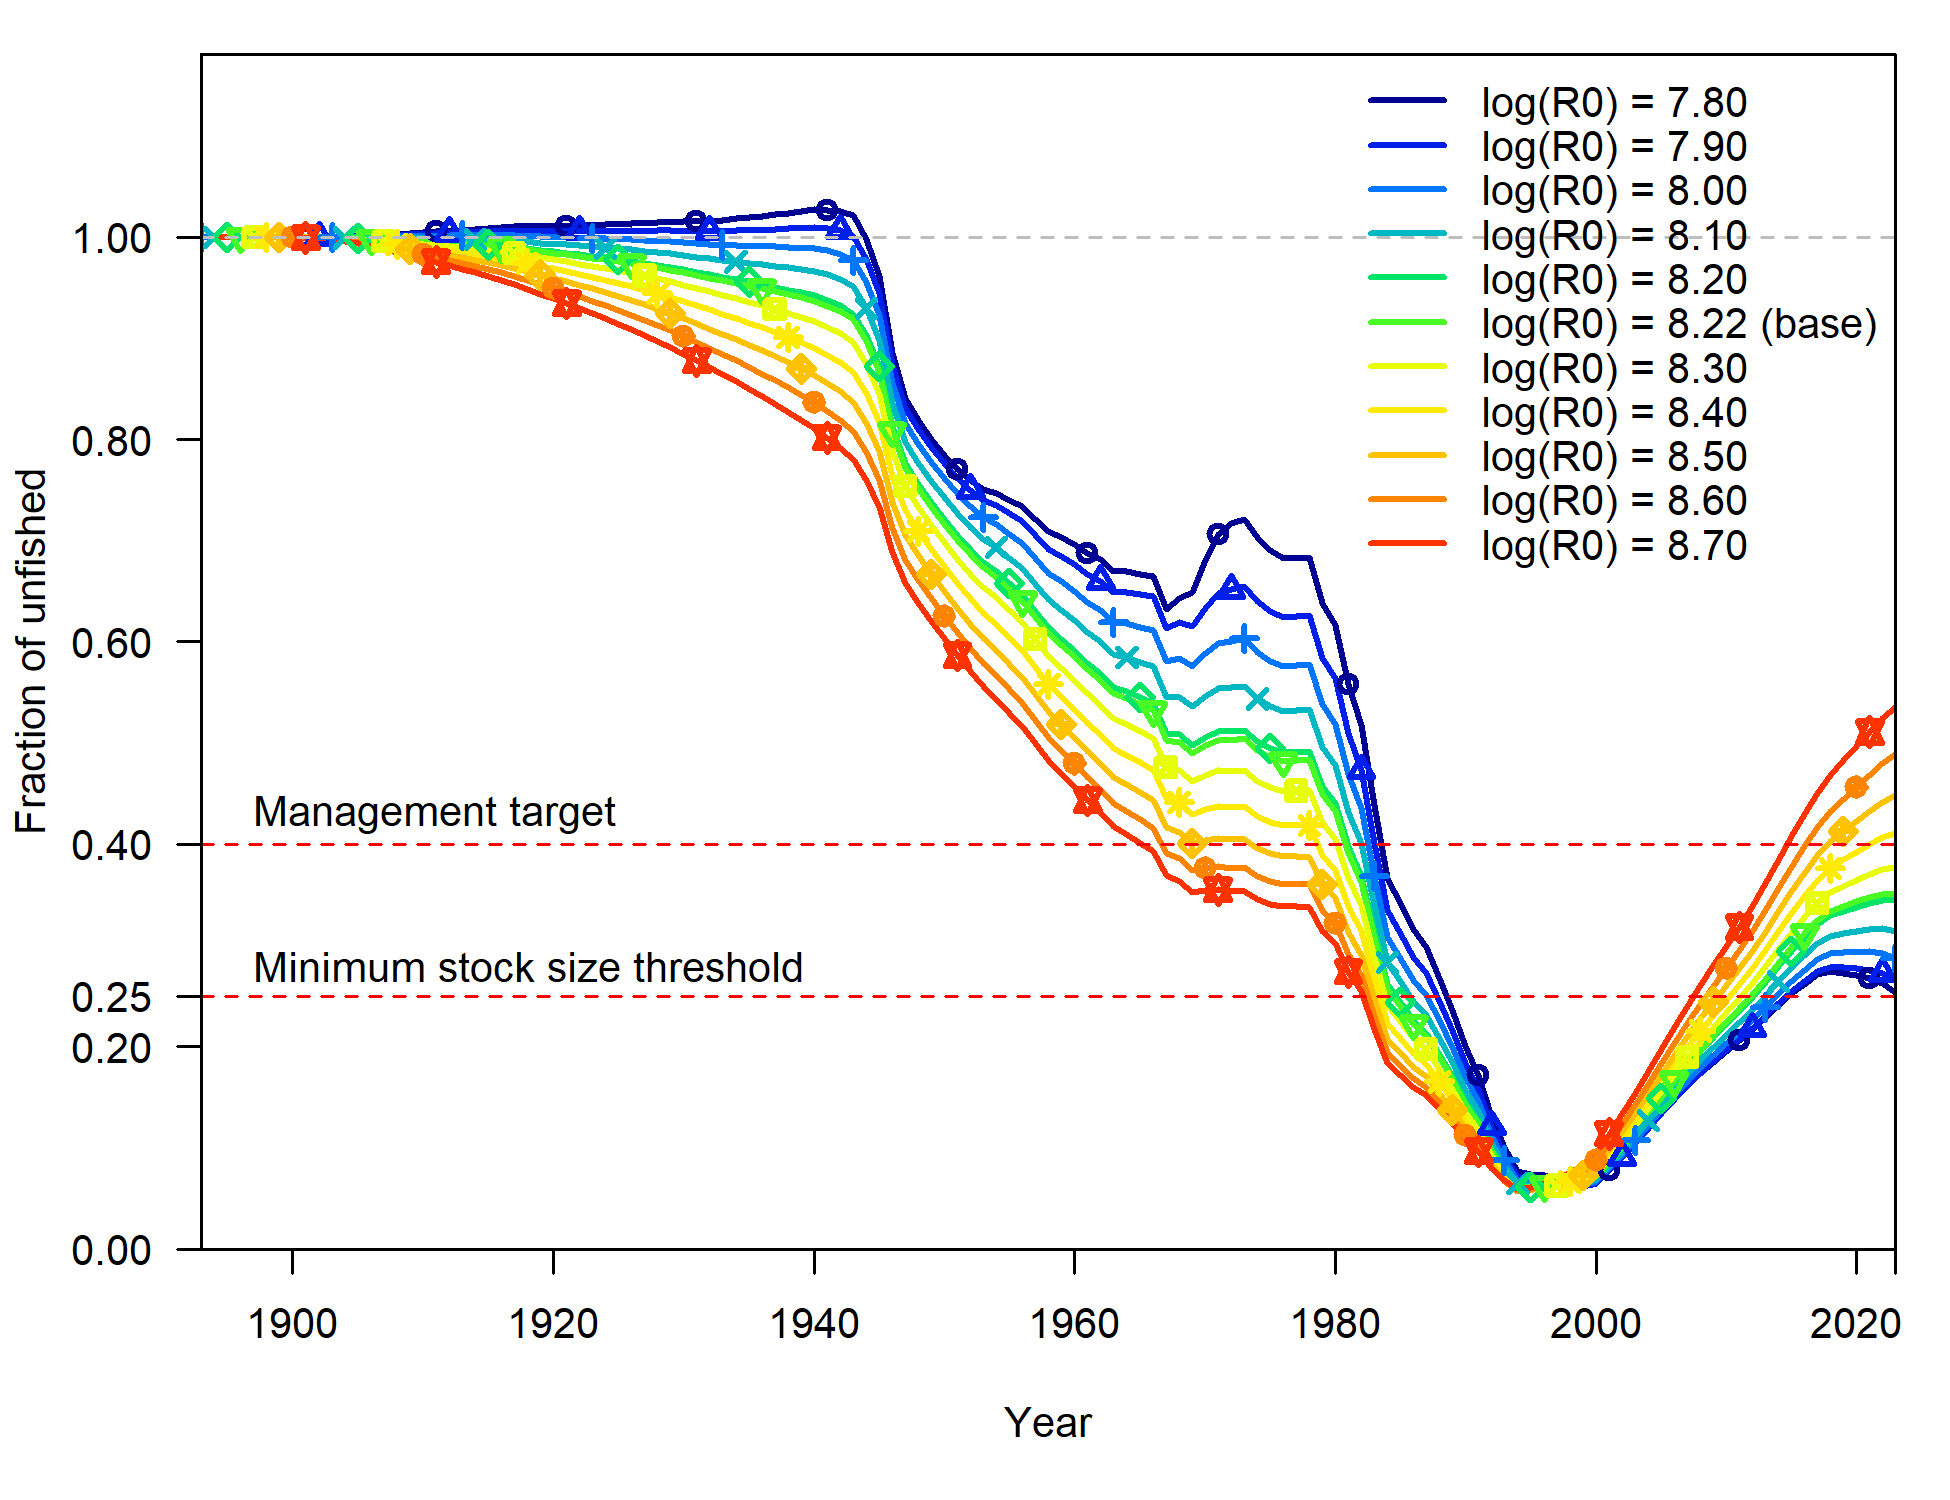 log(R0) = 7.80
log(R0) = 7.90
log(R0) = 8.00
log(R0) = 8.10
log(R0) = 8.20
log(R0) = 8.22 (base)
log(R0) = 8.30
log(R0) = 8.40
log(R0) = 8.50
log(R0) = 8.60
log(R0) = 8.70
Fraction of unfished
1.00
0.80
0.60
0.40
0.25
0.20
0.00
Management target
Minimum stock size threshold
1900 1920 1940 1960 1980 2000 2020
Year